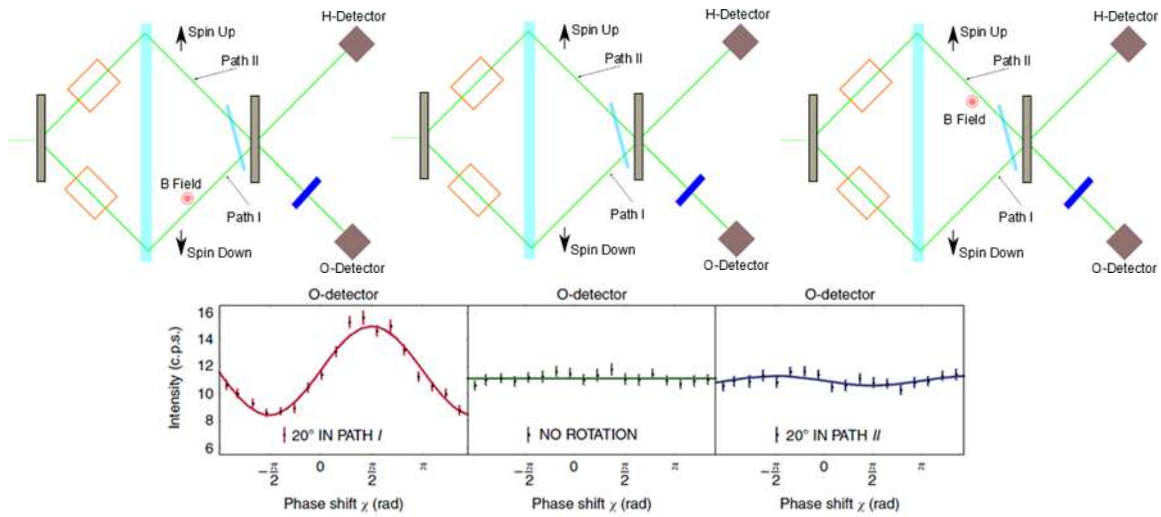 H-Detector
Spin Up
Path II
B Field
Path I
Spin Down
O-Detector
H-Detector
Spin Up
Path II
Path I
Spin Down
O-Detector
H-Detector
Spin Up
Path II
B Field
Path I
Spin Down
O-Detector
O-detector
O-detector
O-detector
Intensity (c.p.s.)
16
14
12
10
8
6
20° IN PATH I
NO ROTATION
20° IN PATH II
0
0
0
2
2
2
2
2
2
Phase shift χ (rad)
Phase shift χ (rad)
Phase shift χ (rad)